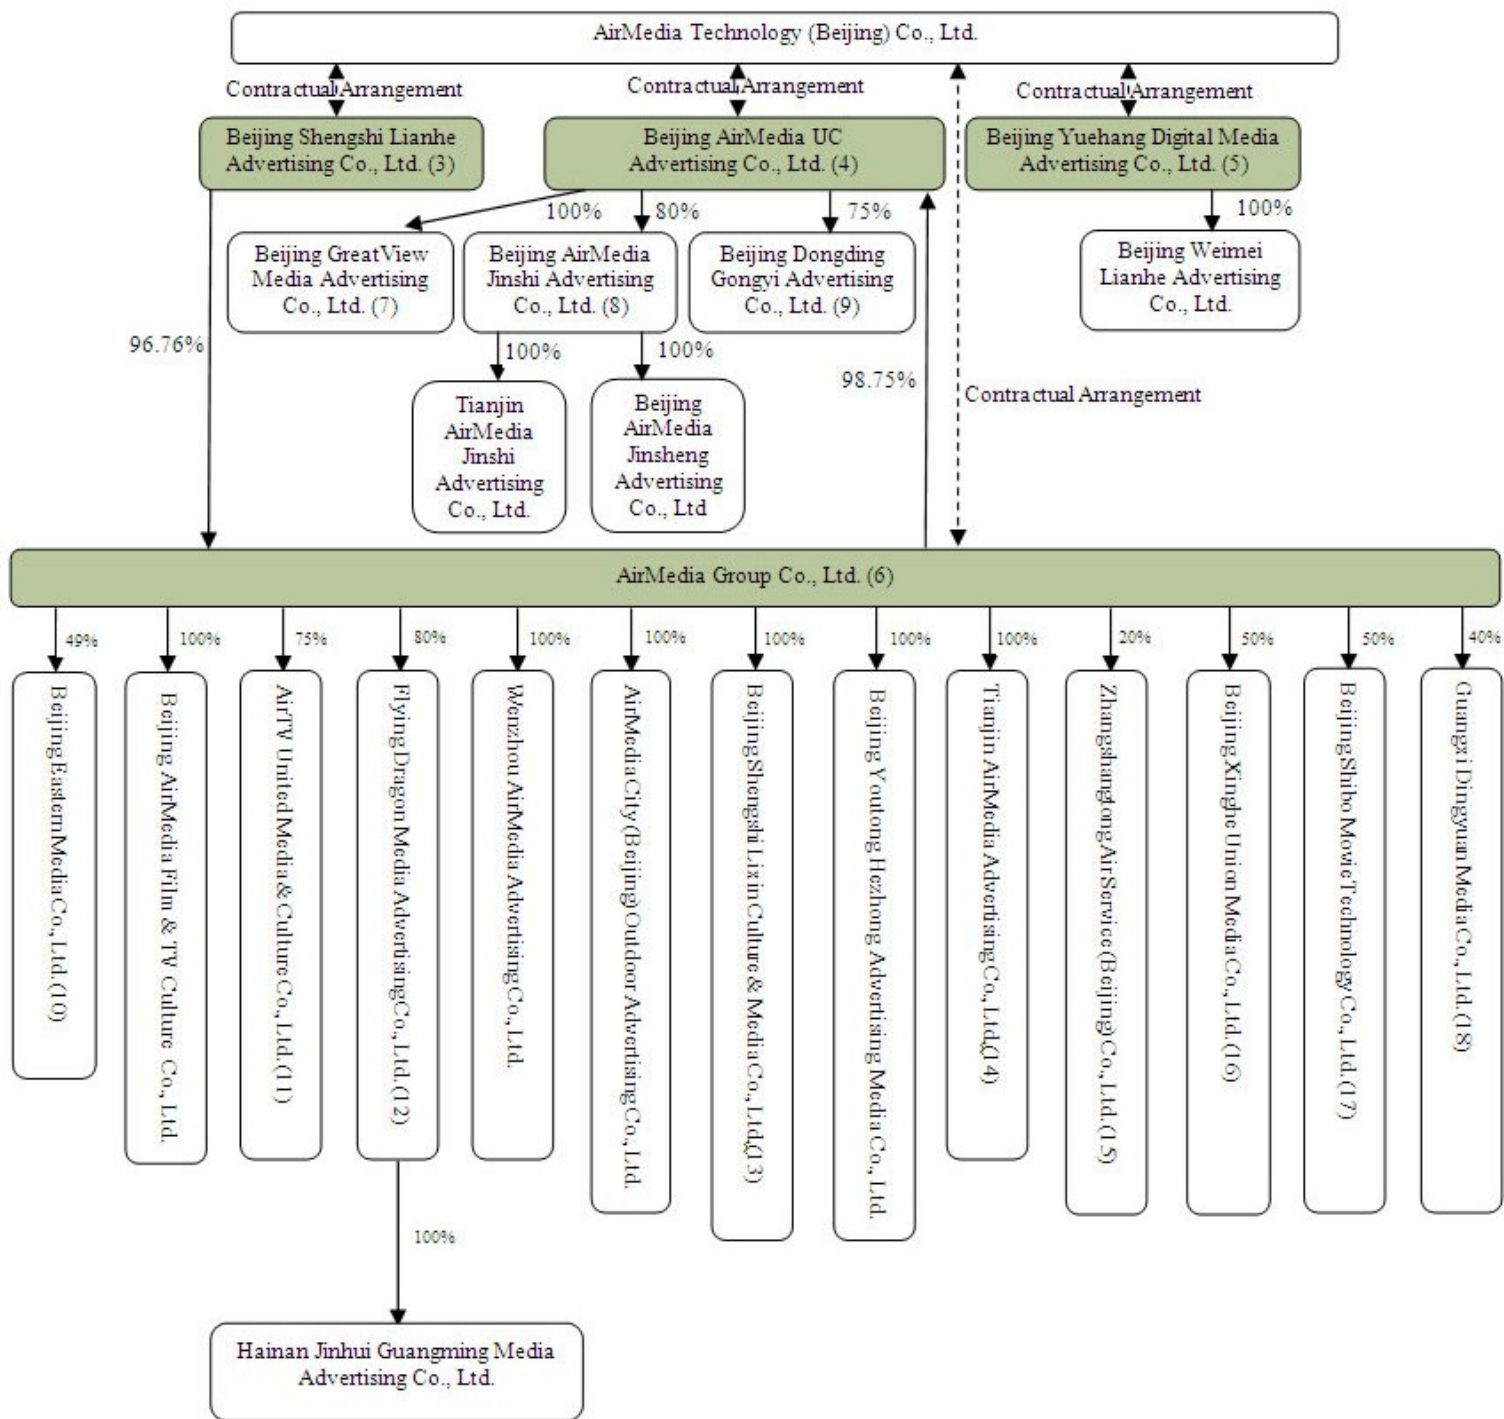 AirMedia Technology (Beijing) Co., Ltd.
Contractual Arrangement
Contractual Arrangement
Contractual Arrangement
Beijing Shengshi Lianhe
Advertising Co., Ltd. (3)
Beijing AirMedia UC
Advertising Co., Ltd. (4)
Beijing Yuehang Digital Media
Advertising Co., Ltd. (5)
100%
80%
75%
100%
Beijing GreatView
Media Advertising
Co., Ltd. (7)
Beijing AirMedia
Jinshi Advertising
Co., Ltd. (8)
Beijing Dongding
Gongyi Advertising
Co., Ltd. (9)
Beijing Weimei
Lianhe Advertising
Co., Ltd.
96.76%
100%
100%
98.75%
Contractual Arrangement
Tianjin
AirMedia
Jinshi
Advertising
Co., Ltd.
Beijing
AirMedia
Jinsheng
Advertising
Co., Ltd
AirMedia Group Co., Ltd. (6)
49%
100%
75%
80%
100%
100%
100%
100%
100%
20%
50%
50%
40%
Beijing Eastern Media Co., Ltd. (10)
Beijing AirMedia Film & TV Culture Co., Ltd.
AirTV United Media & Culture Co., Ltd. (11)
Flying Dragon Media Advertising Co., Ltd. (12)
Wenzhou AirMedia Advertising Co., Ltd.
AirMedia City (Beijing) Outdoor Advertising Co., Ltd.
Beijing Shengshi Lixin Culture & Media Co., Ltd,(13)
Beijing Youtong Hezhong Advertising Media Co., Ltd.
Tianjin AirMedia Advertising Co., Ltd,(14)
Zhangshangtong Air Service (Beijing) Co., Ltd. (15)
Beijing Xinghe Union Media Co., Ltd. (16)
Beijing Shibo Movie Technology Co., Ltd. (17)
Guangxi Dingyuan Media Co., Ltd. (18)
100%
Hainan Jinhui Guangming Media
Advertising Co., Ltd.